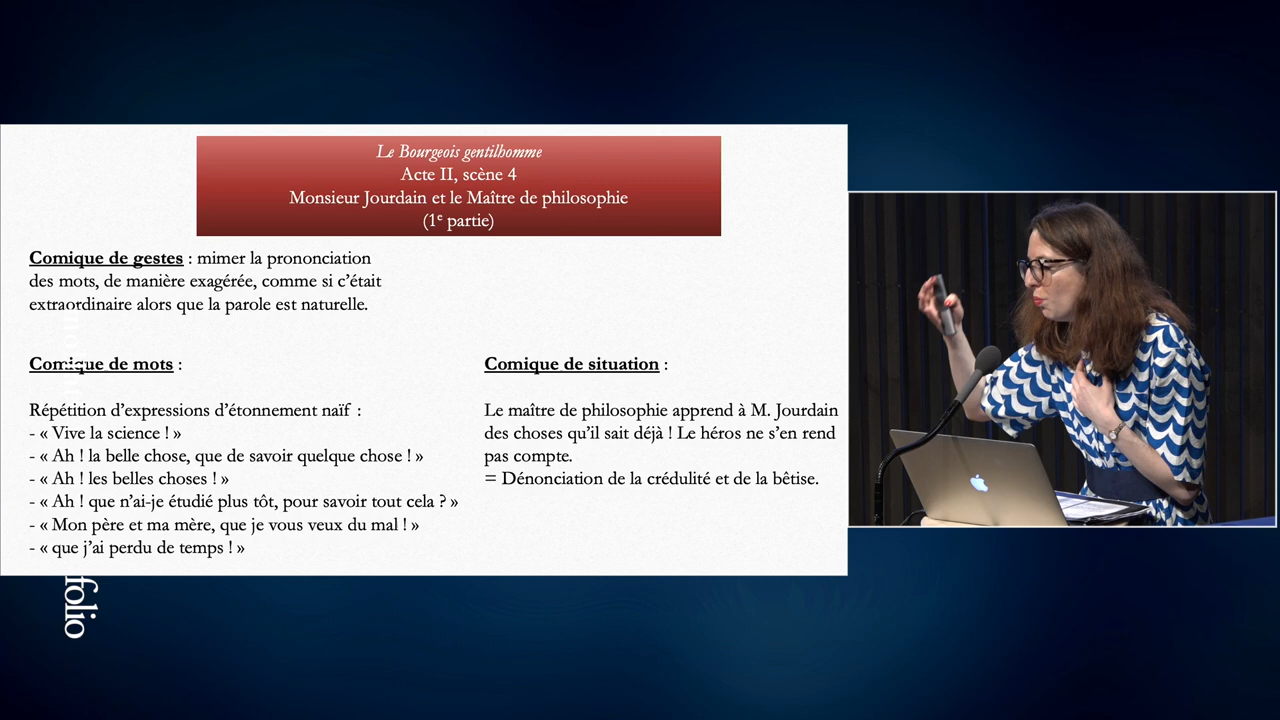 Le Bourgeois gentilhomme
Acte II, scène 4
Monsieur Jourdain et le Maître de philosophie
(1e partie)
Comique de gestes : mimer la prononciation
des mots, de manière exagérée, comme si c’était
extraordinaire alors que la parole est naturelle.
Comique de mots :
Répétition d’expressions d’étonnement naïf :
- « Vive la science ! »
- « Ah ! la belle chose, que de savoir quelque chose ! »
- « Ah ! les belles choses ! »
- « Ah ! que n’ai-je étudié plus tôt, pour savoir tout cela ? »
- « Mon père et ma mère, que je vous veux du mal ! »
- « que j’ai perdu de temps ! »
Comique de situation :
Le maître de philosophie apprend à M. Jourdain
des choses qu’il sait déjà ! Le héros ne s’en rend
pas compte.
= Dénonciation de la crédulité et de la bêtise.
folio